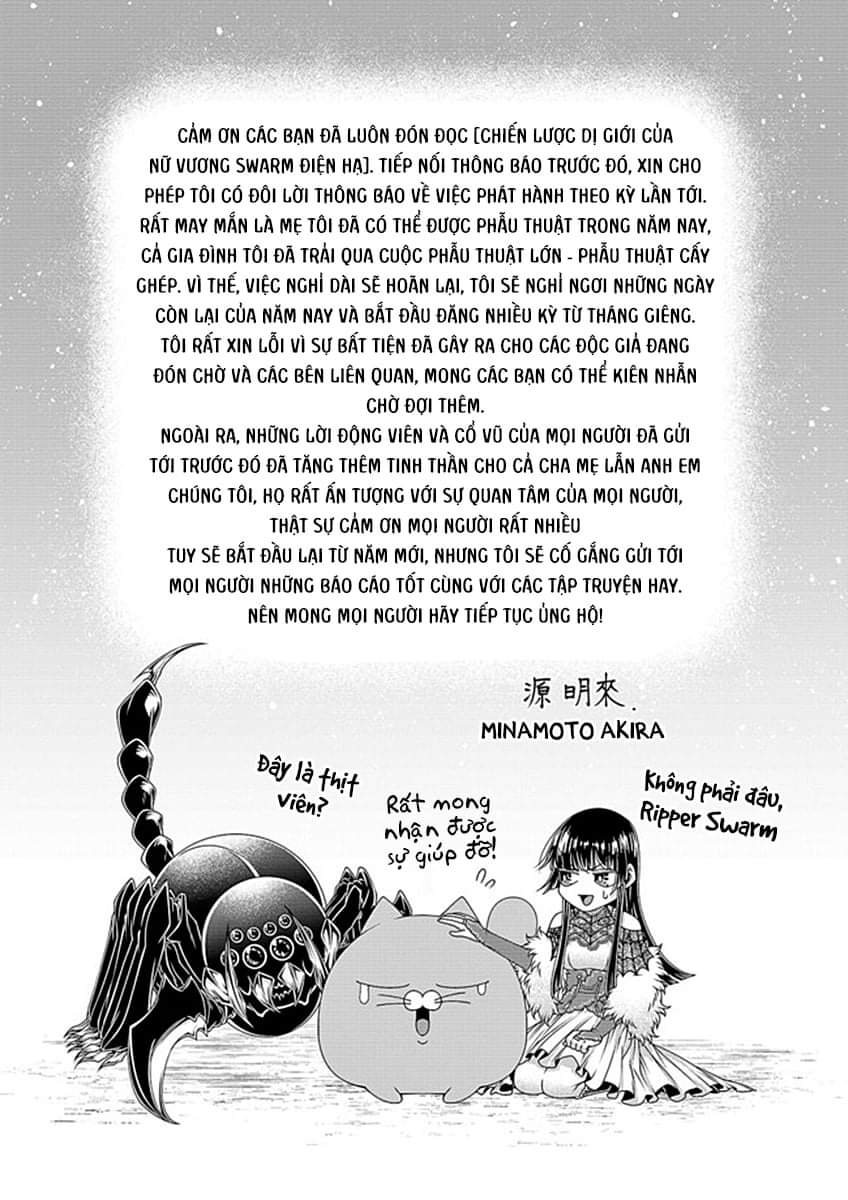 CẢM ƠN CÁC BẠN ĐÃ LUÔN ĐÓN ĐỌC [CHIẾN LƯỢC DỊ GIỚI CỦA
NỮ VƯƠNG SWARM ĐIỆN HẠ]. TIẾP NỐI THÔNG BÁO TRƯỚC ĐÓ, XIN CHO
PHÉP TÔI CÓ ĐÔI LỜI THÔNG BÁO VỀ VIỆC PHÁT HÀNH THEO KỲ LẦN TỚI.
RẤT MAY MẮN LÀ MẸ TÔI ĐÃ CÓ THỂ ĐƯỢC PHẪU THUẬT TRONG NĂM NAY,
CẢ GIA ĐÌNH TÔI ĐÃ TRẢI QUA CUỘC PHẪU THUẬT LỚN - PHẪU THUẬT CẤY
GHÉP. VÌ THẾ, VIỆC NGHỈ DÀI SẼ HOÃN LẠI, TÔI SẼ NGHỈ NGƠI NHỮNG NGÀY
CÒN LẠI CỦA NĂM NAY VÀ BẮT ĐẦU ĐĂNG NHIỀU KỲ TỪ THÁNG GIÊNG.
TÔI RẤT XIN LỖI VÌ SỰ BẤT TIỆN ĐÃ GÂY RA CHO CÁC ĐỘC GIẢ ĐANG
ĐÓN CHỜ VÀ CÁC BÊN LIÊN QUAN, MONG CÁC BẠN CÓ THỂ KIÊN NHẪN
CHỜ ĐỢI THÊM.
NGOÀI RA, NHỮNG LỜI ĐỘNG VIÊN VÀ CỔ VŨ CỦA MỌI NGƯỜI ĐÃ GỬI
TỚI TRƯỚC ĐÓ ĐÃ TĂNG THÊM TINH THẦN CHO CẢ CHA MẸ LẪN ANH EM
CHÚNG TÔI, HỌ RẤT ẤN TƯỢNG VỚI SỰ QUAN TÂM CỦA MỌI NGƯỜI,
THẬT SỰ CẢM ƠN MỌI NGƯỜI RẤT NHIỀU
TUY SẼ BẮT ĐẦU LẠI TỪ NĂM MỚI, NHƯNG TÔI SẼ CỐ GẮNG GỬI TỚI
MỌI NGƯỜI NHỮNG BÁO CÁO TỐT CÙNG VỚI CÁC TẬP TRUYỆN HAY.
NÊN MONG MỌI NGƯỜI HÃY TIẾP TỤC ỦNG HỘ!
源 明來.
MINAMOTO AKIRA
Đây là thịt
viên?
Rất mong
nhận được
sự giúp đỡ!
Không phải đâu,
Ripper Swarm